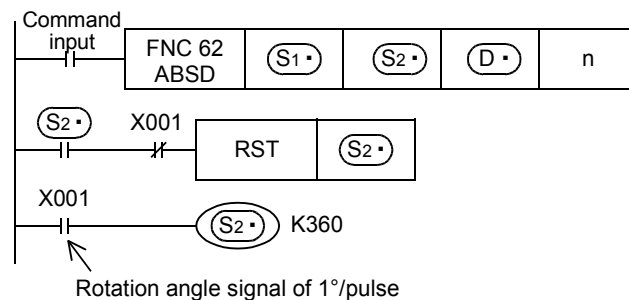 Command
input
FNC 62
ABSD
S1・
S2・
D・
n
S2・
X001
RST
S2・
X001
S2・
K360
Rotation angle signal of 1°/pulse